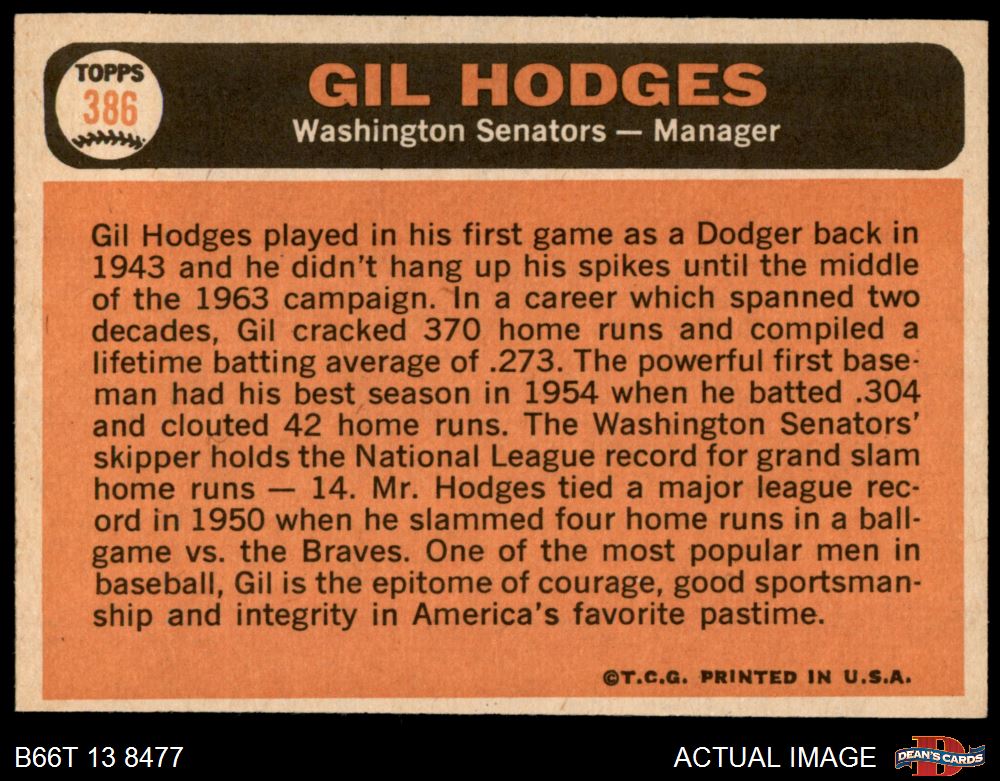 TOPPS
386
GIL HODGES
Washington Senators — Manager
Gil Hodges played in his first game as a Dodger back in
1943 and he didn't hang up his spikes until the middle
of the 1963 campaign. In a career which spanned two
decades, Gil cracked 370 home runs and compiled a
lifetime batting average of .273. The powerful first base-
man had his best season in 1954 when he batted .304
and clouted 42 home runs. The Washington Senators'
skipper holds the National League record for grand slam
home runs — 14. Mr. Hodges tied a major league rec-
ord in 1950 when he slammed four home runs in a ball-
game vs. the Braves. One of the most popular men in
baseball, Gil is the epitome of courage, good sportsman-
ship and integrity in America's favorite pastime.
©T.C.G. PRINTED IN U.S.A.
B66T 13 8477
ACTUAL IMAGE
D
DEAN'S CARDS